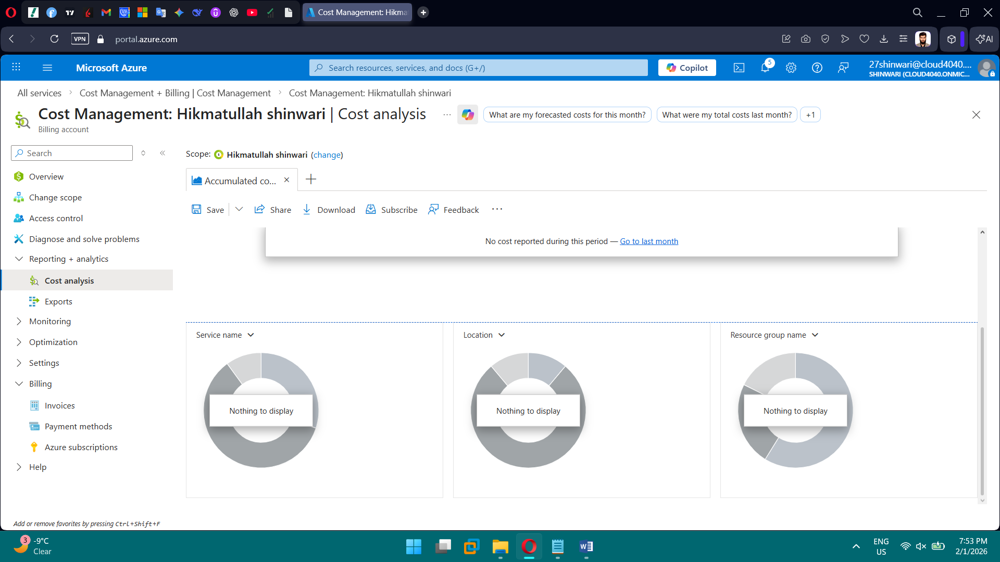 Cost Management: Hikma
VPN
portal.azure.com
AI
Microsoft Azure
Search resources, services, and docs (G+/)
Copilot
5
27shinwari@cloud4040....
SHINWARI (CLOUD4040.ONMIC...
All services
Cost Management + Billing | Cost Management
Cost Management: Hikmatullah shinwari
Cost Management: Hikmatullah shinwari | Cost analysis
...
What are my forecasted costs for this month?
What were my total costs last month?
+1
Billing account
Search
Scope: Hikmatullah shinwari (change)
Accumulated co...
Save
Share
Download
Subscribe
Feedback
...
Overview
Change scope
Access control
Diagnose and solve problems
Reporting + analytics
Cost analysis
Exports
Monitoring
Optimization
Settings
Billing
Invoices
Payment methods
Azure subscriptions
Help
No cost reported during this period — Go to last month
Service name
Nothing to display
Location
Nothing to display
Resource group name
Nothing to display
Add or remove favorites by pressing Ctrl+Shift+F
3
-9°C
Clear
ENG
US
7:53 PM
2/1/2026